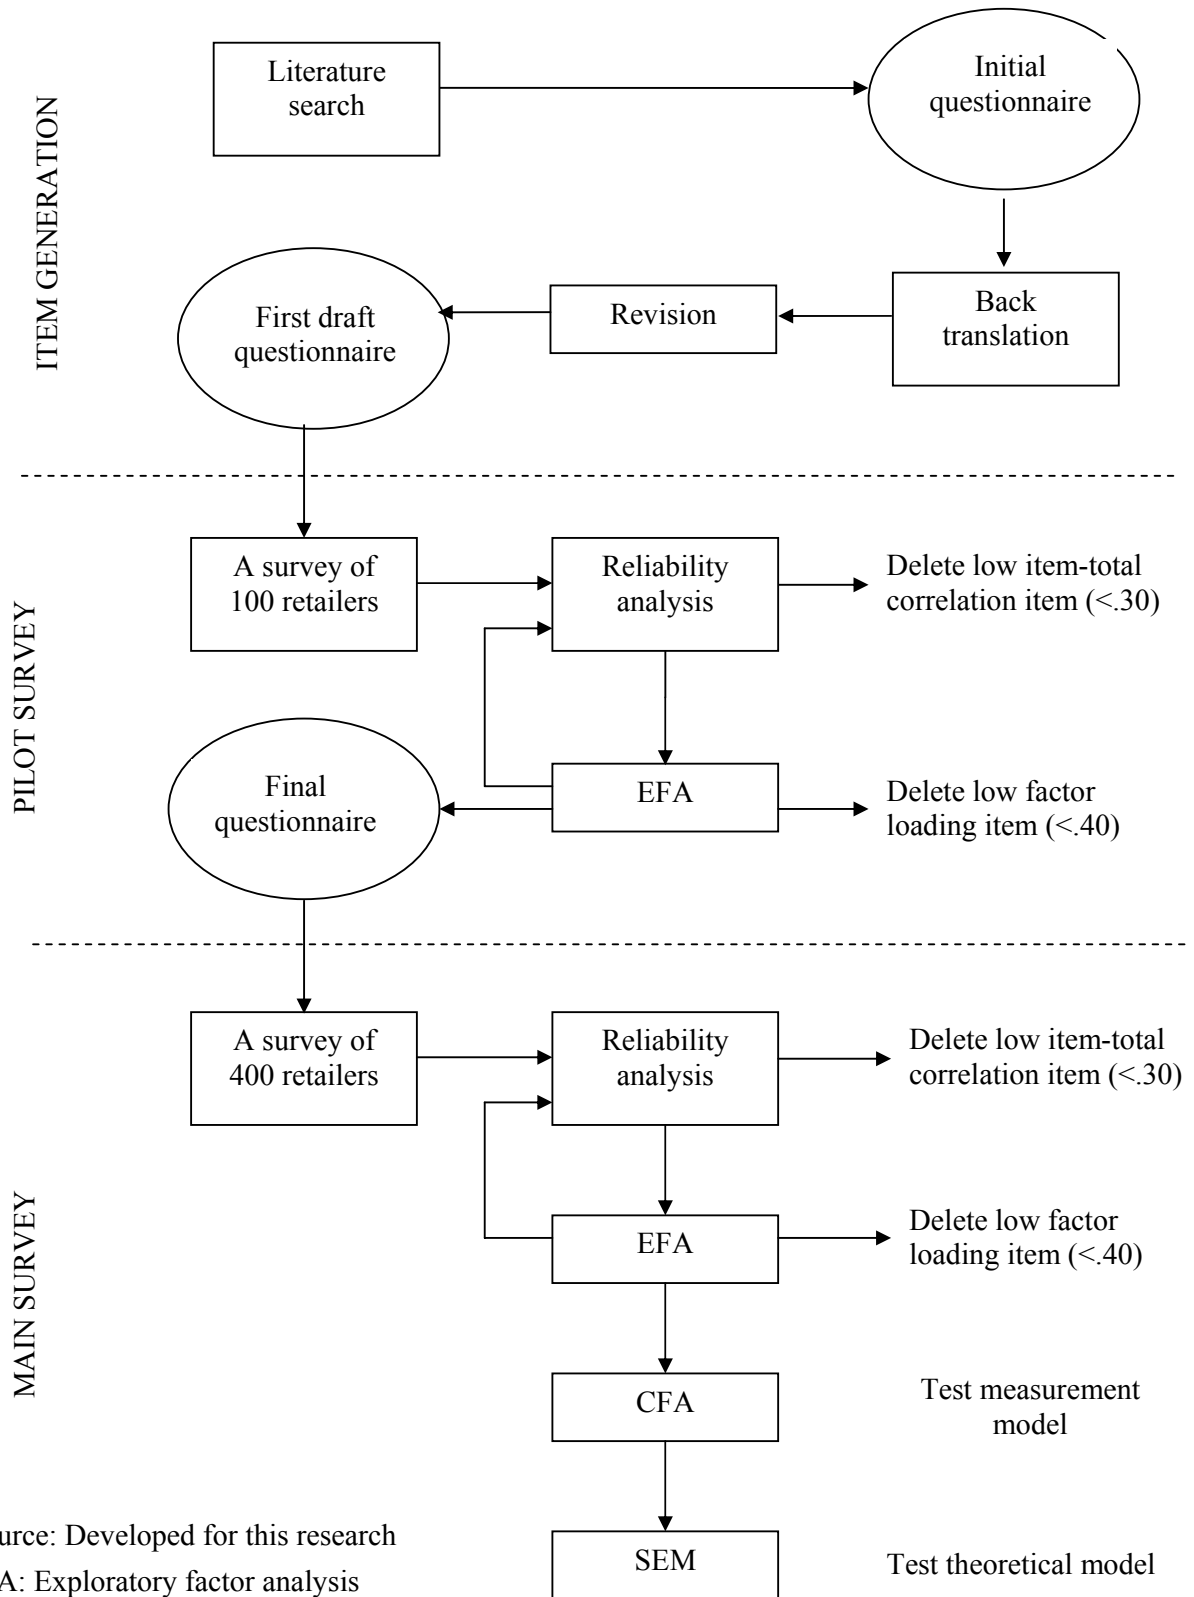 ITEM GENERATION
Literature
search
Initial
questionnaire
First draft
questionnaire
Revision
Back
translation
PILOT SURVEY
A survey of
100 retailers
Reliability
analysis
Delete low item-total
correlation item (<.30)
Final
questionnaire
EFA
Delete low factor
loading item (<.40)
MAIN SURVEY
A survey of
400 retailers
Reliability
analysis
Delete low item-total
correlation item (<.30)
EFA
Delete low factor
loading item (<.40)
CFA
Test measurement
model
SEM
Test theoretical model
urce: Developed for this research
A: Exploratory factor analysis